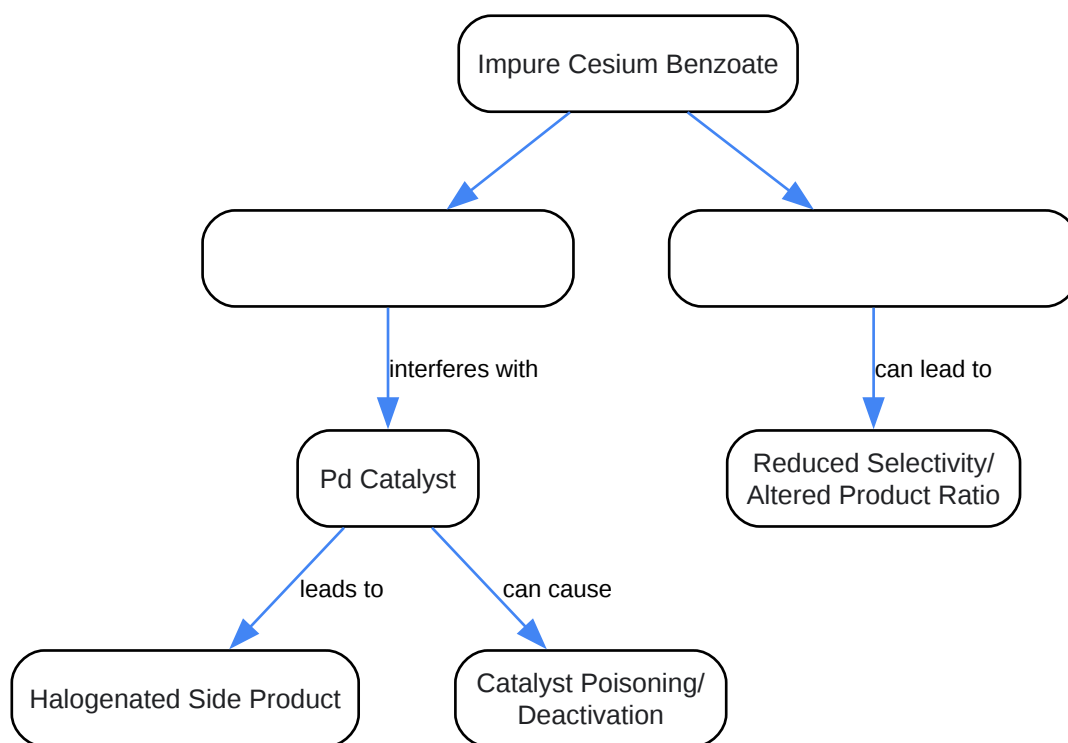 Impure Cesium Benzoate
interferes with
can lead to
Pd Catalyst
Reduced Selectivity/
Altered Product Ratio
leads to
can cause
Halogenated Side Product
Catalyst Poisoning/
Deactivation